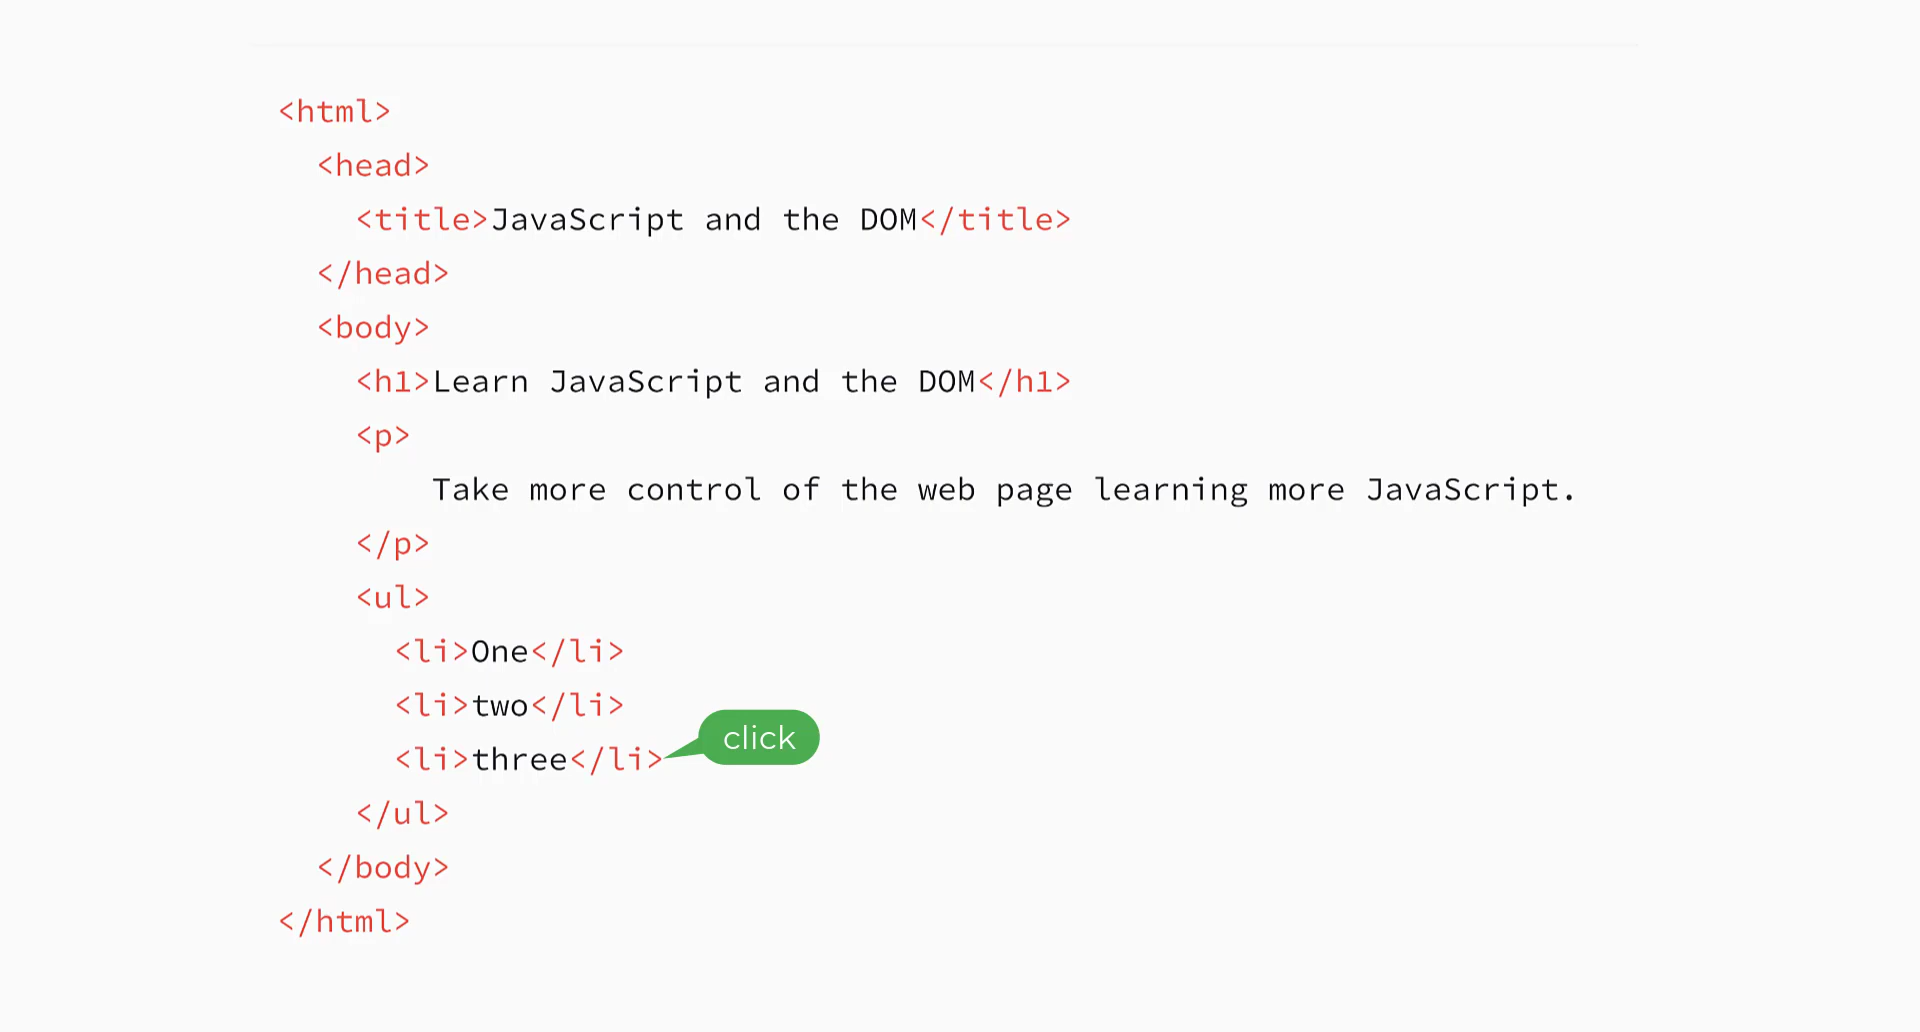 <html>
<head>
<title>JavaScript and the DOM</title>
</head>
<body>
<h1>Learn JavaScript and the DOM</h1>
<p>
Take more control of the web page learning more JavaScript.
</p>
<ul>
<li>One</li>
<li>two</li>
<li>three</li>
click
</ul>
</body>
</html>